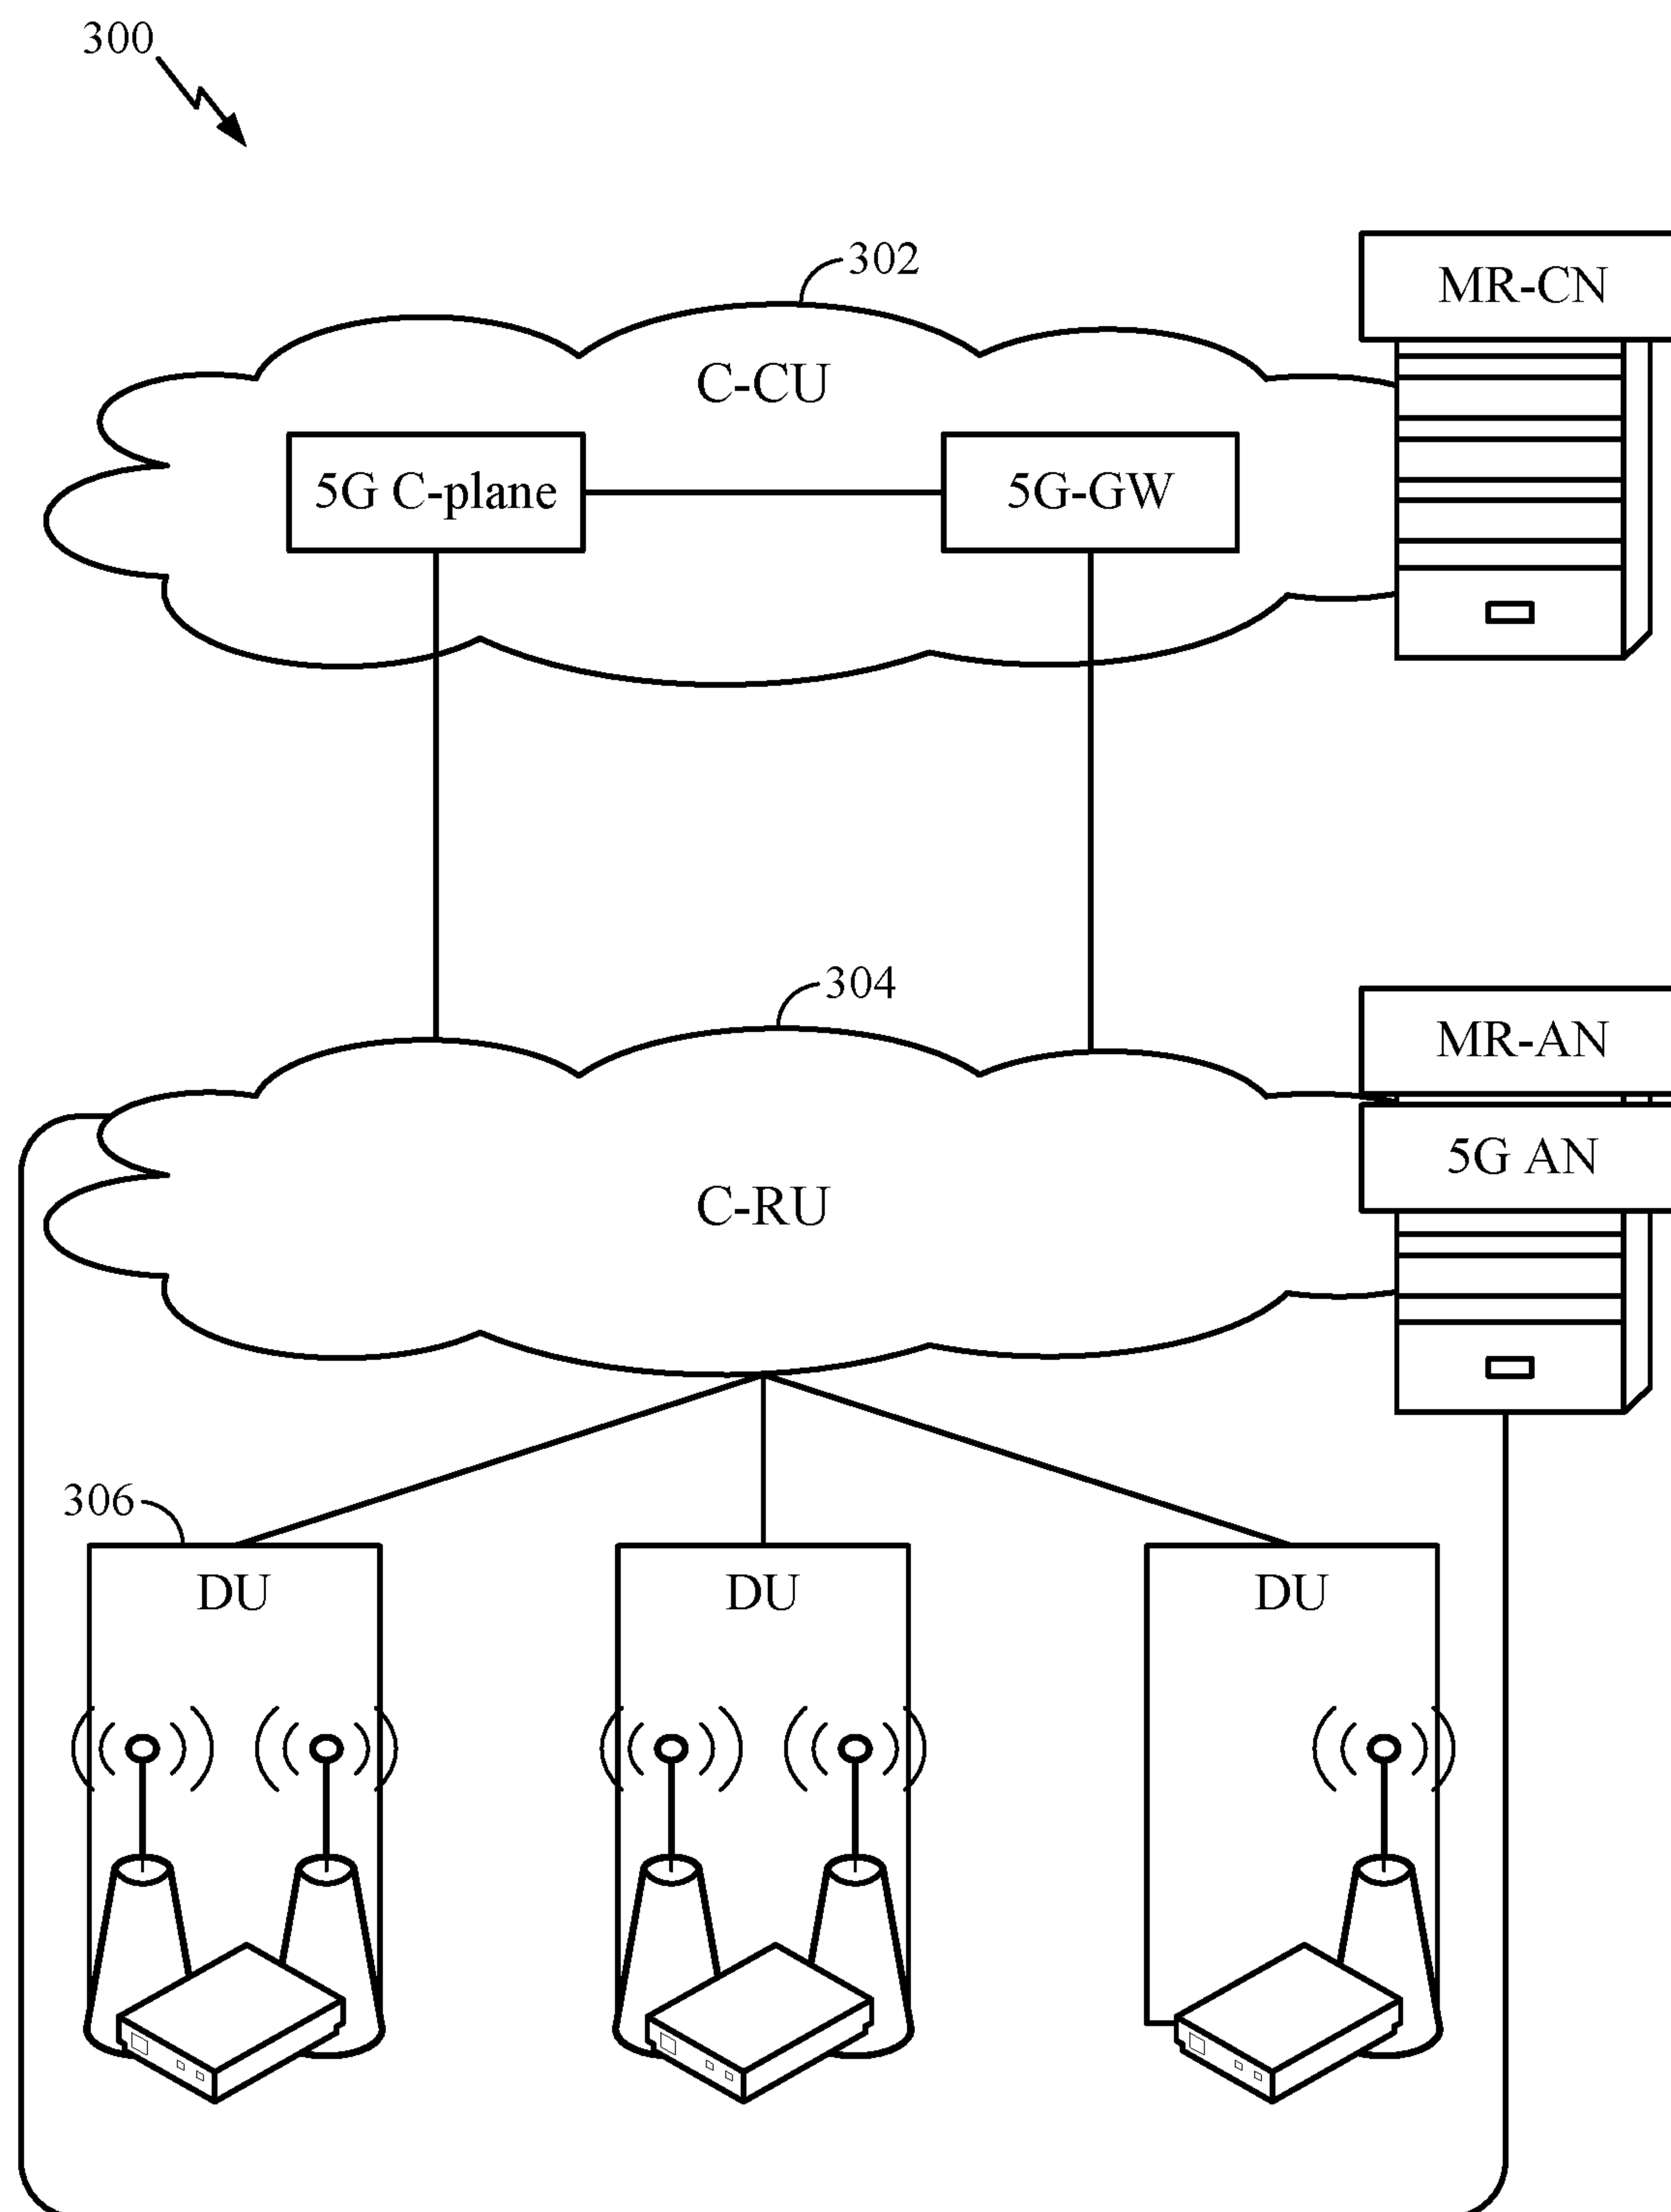 300
302
MR-CN
C-CU
5G C-plane
5G-GW
304
MR-AN
5G AN
C-RU
306
DU
DU
DU